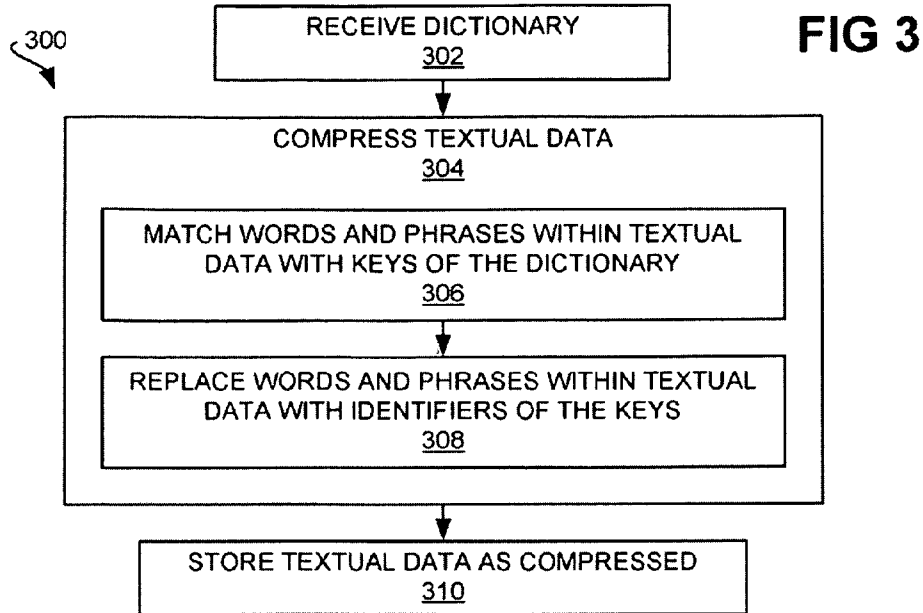 300
RECEIVE DICTIONARY
302
FIG 3
COMPRESS TEXTUAL DATA
304
MATCH WORDS AND PHRASES WITHIN TEXTUAL
DATA WITH KEYS OF THE DICTIONARY
306
REPLACE WORDS AND PHRASES WITHIN TEXTUAL
DATA WITH IDENTIFIERS OF THE KEYS
308
STORE TEXTUAL DATA AS COMPRESSED
310